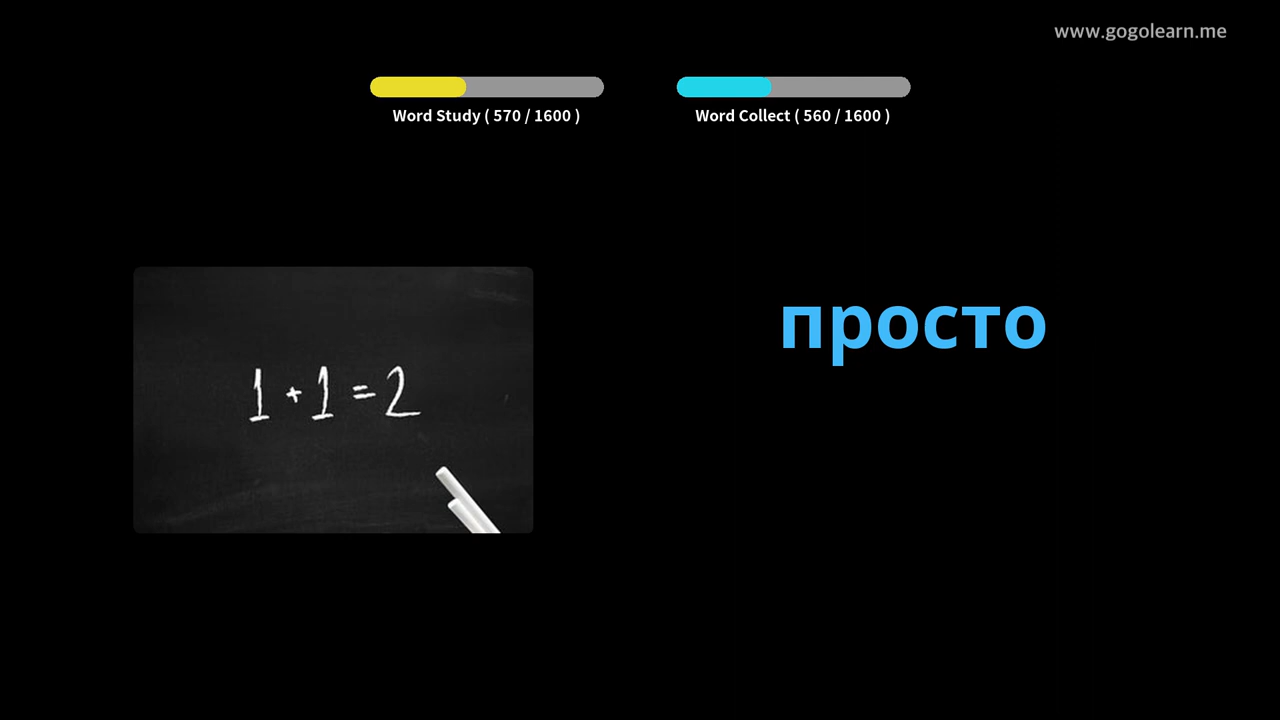 www.gogolearn.me
Word Study ( 570 / 1600 )
Word Collect ( 560 / 1600 )
просто
1 + 1 = 2